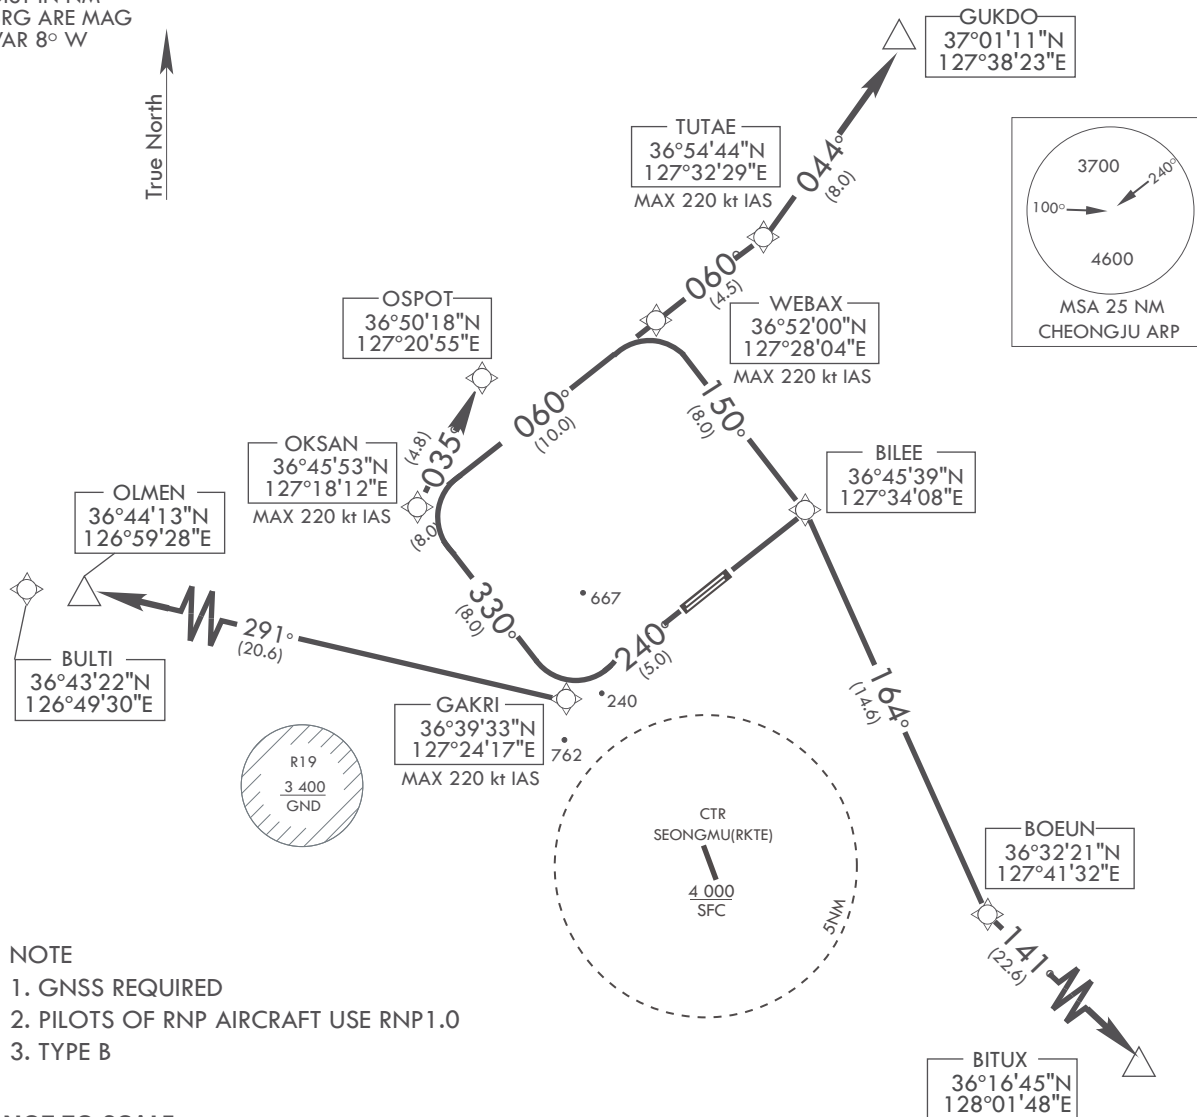 BRG ARE MAG
VAR 8° W
True North
GUKDO
37°01'11"N
127°38'23"E
TUTAE
36°54'44"N
127°32'29"E
MAX 220 kt IAS
044°
(8.0)
3700
240°
100°
4600
MSA 25 NM
CHEONGJU ARP
060°
(4.5)
WEBAX
36°52'00"N
127°28'04"E
MAX 220 kt IAS
OSPOT
36°50'18"N
127°20'55"E
150°
(8.0)
060°
(10.0)
035°
(4.8)
OKSAN
36°45'53"N
127°18'12"E
MAX 220 kt IAS
(8.0)
BILEE
36°45'39"N
127°34'08"E
OLMEN
36°44'13"N
126°59'28"E
667
330°
(8.0)
291°
(20.6)
240°
(5.0)
BULTI
36°43'22"N
126°49'30"E
GAKRI
36°39'33"N
127°24'17"E
MAX 220 kt IAS
240
762
164°
(14.6)
R19
3 400
GND
CTR
SEONGMU(RKTE)
4 000
SFC
5NM
BOEUN
36°32'21"N
127°41'32"E
141°
(22.6)
NOTE
1. GNSS REQUIRED
2. PILOTS OF RNP AIRCRAFT USE RNP1.0
3. TYPE B
BITUX
36°16'45"N
128°01'48"E